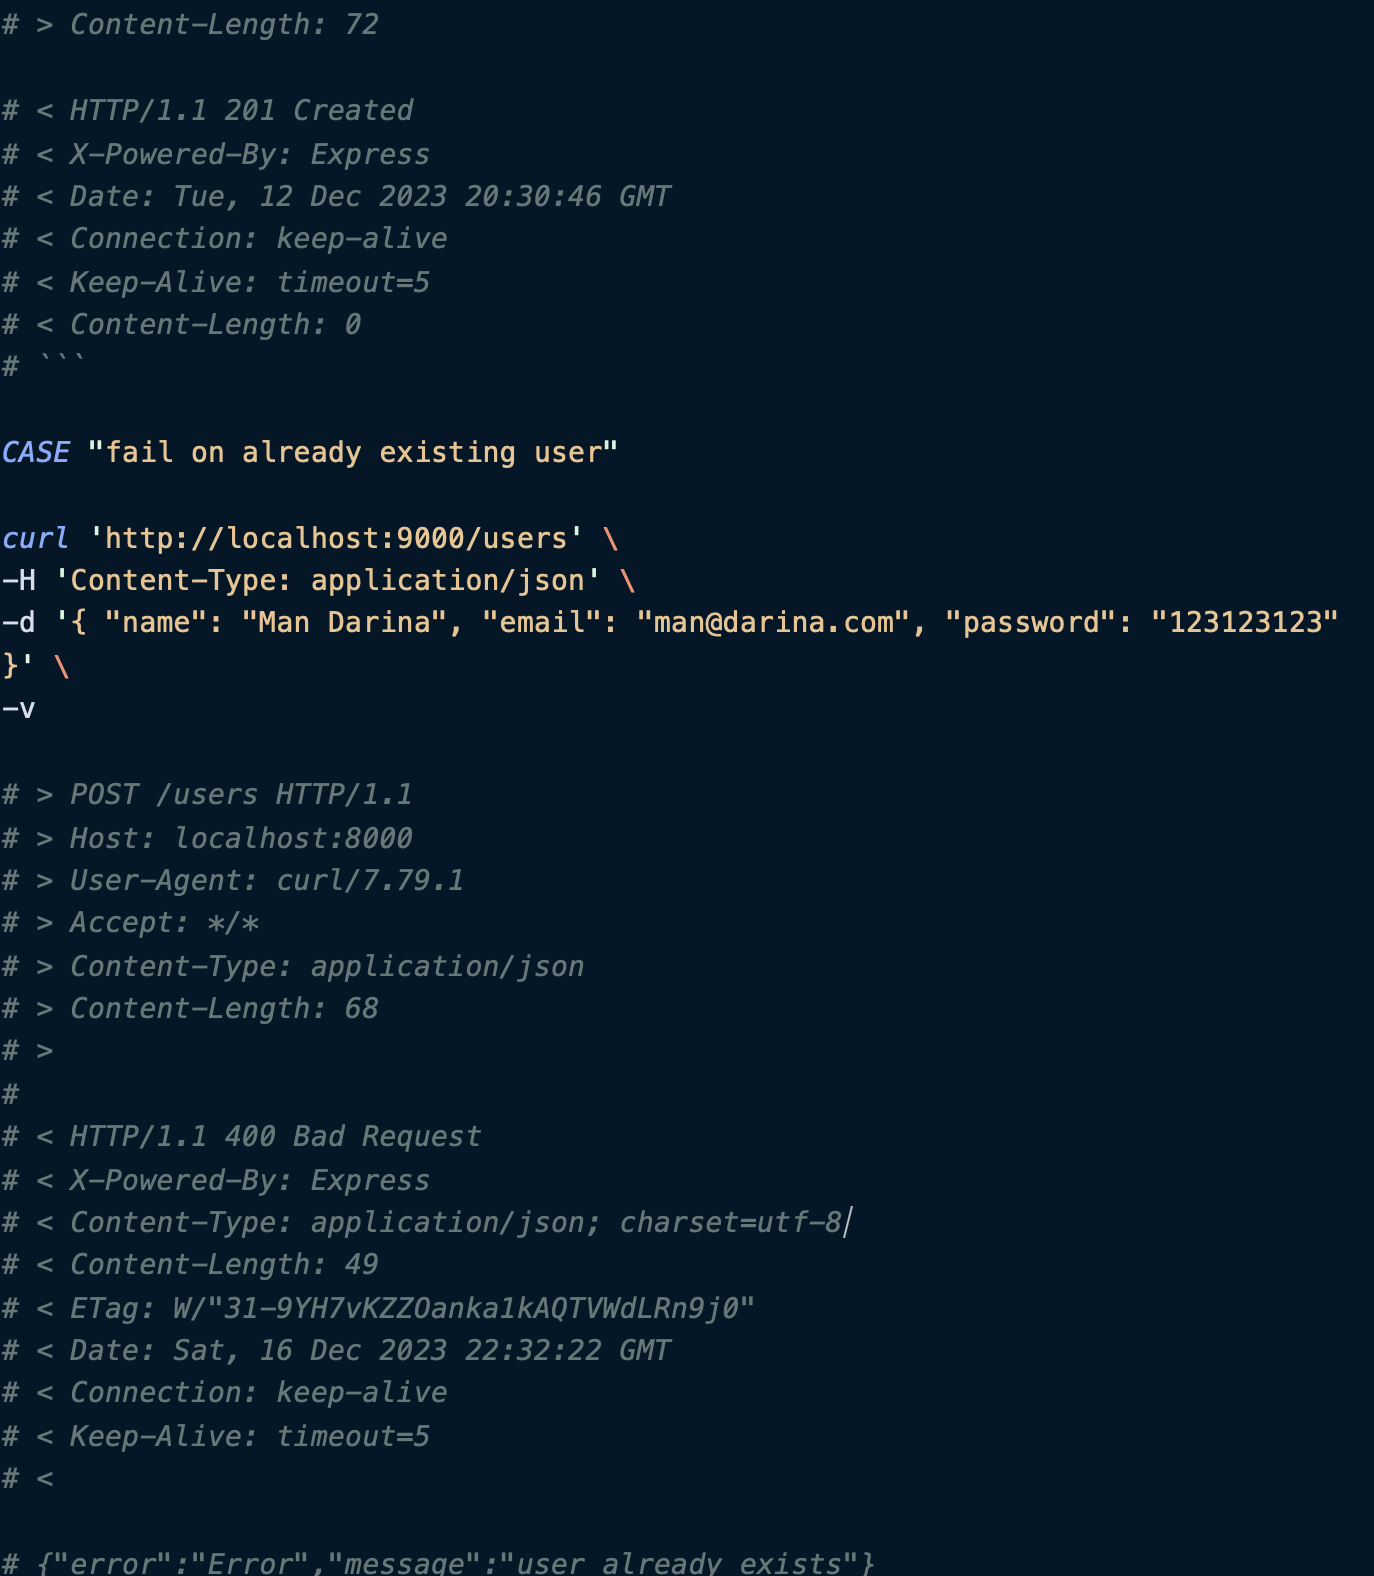 # > Content-Length: 72
# < HTTP/1.1 201 Created
# < X-Powered-By: Express
# < Date: Tue, 12 Dec 2023 20:30:46 GMT
# < Connection: keep-alive
# < Keep-Alive: timeout=5
# < Content-Length: 0
# ```
CASE "fail on already existing user"
curl 'http://localhost:9000/users' \
-H 'Content-Type: application/json' \
-d '{ "name": "Man Darina", "email": "man@darina.com", "password": "123123123"
}' \
-v
# > POST /users HTTP/1.1
# > Host: localhost:8000
# > User-Agent: curl/7.79.1
# > Accept: */*
# > Content-Type: application/json
# > Content-Length: 68
# >
#
# < HTTP/1.1 400 Bad Request
# < X-Powered-By: Express
# < Content-Type: application/json; charset=utf-8
# < Content-Length: 49
# < ETag: W/"31-9YH7vKZZOanka1kAQTVWdLRn9j0"
# < Date: Sat, 16 Dec 2023 22:32:22 GMT
# < Connection: keep-alive
# < Keep-Alive: timeout=5
# <
# {"error":"Error","message":"user already exists"}